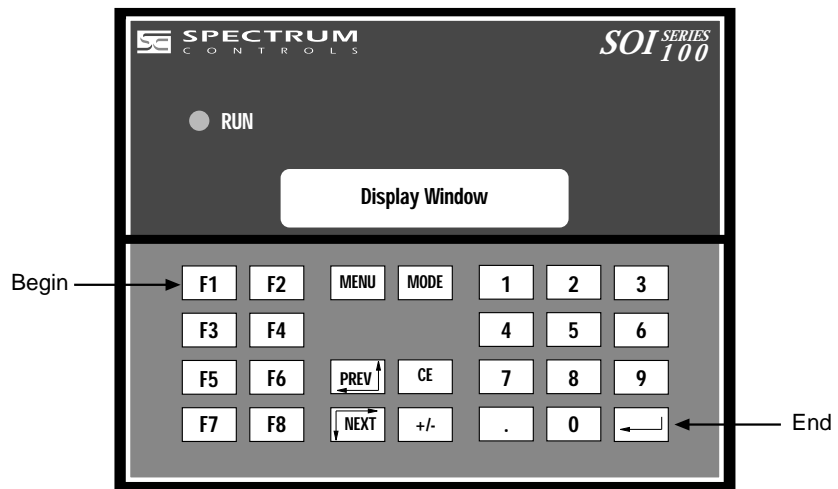 SC SPECTRUM
CONTROLS
SOI SERIES 100
RUN
Display Window
Begin
F1 F2 MENU MODE 1 2 3
F3 F4 4 5 6
F5 F6 PREV CE 7 8 9
F7 F8 NEXT +/- . 0
End